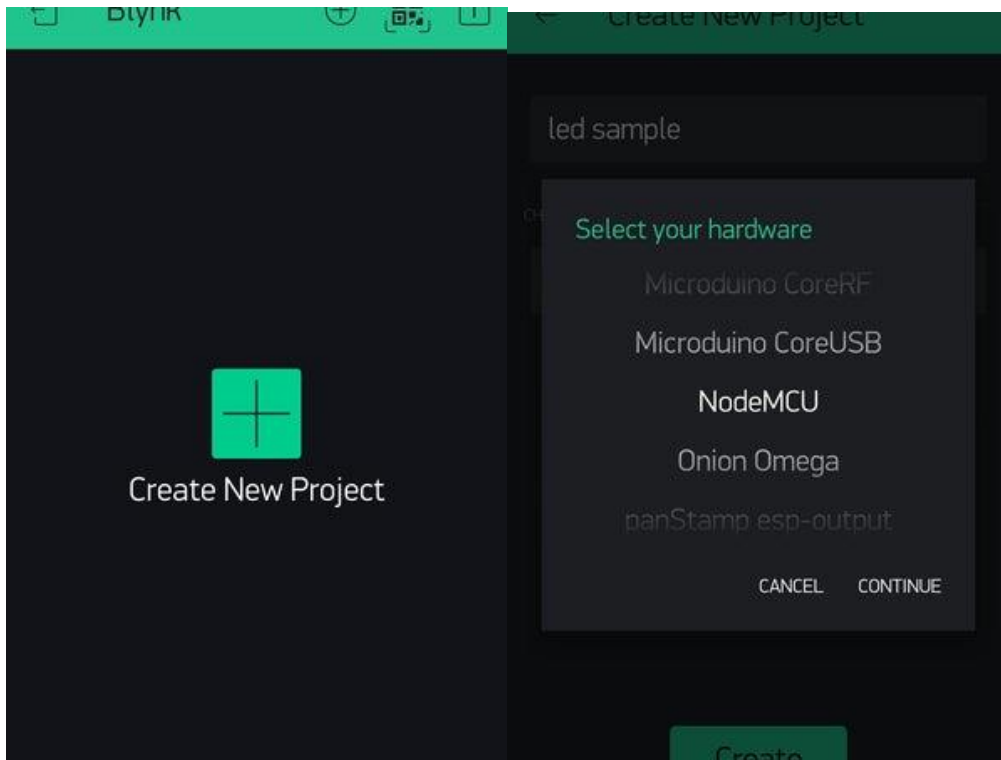 Blynk
Create New Project
Create New Project
led sample
Select your hardware
Microduino CoreRF
Microduino CoreUSB
NodeMCU
Onion Omega
panStamp esp-output
CANCEL CONTINUE
Create